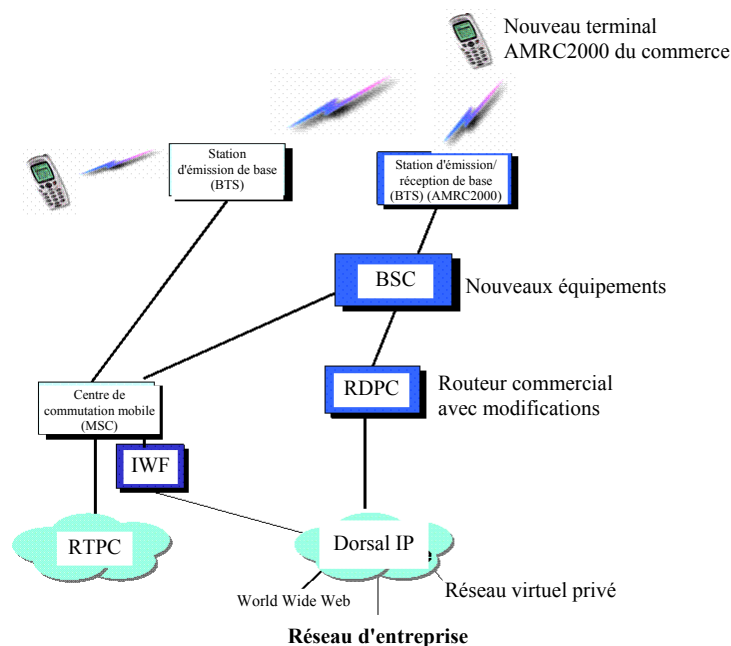 Nouveau terminal
AMRC2000 du commerce
Station
d'émission de base
(BTS)
Station d'émission/
réception de base
(BTS) (AMRC2000)
BSC
Nouveaux équipements
Centre de
commutation mobile
(MSC)
RDPC
Routeur commercial
avec modifications
IWF
RTPC
Dorsal IP
Réseau virtuel privé
World Wide Web
Réseau d'entreprise